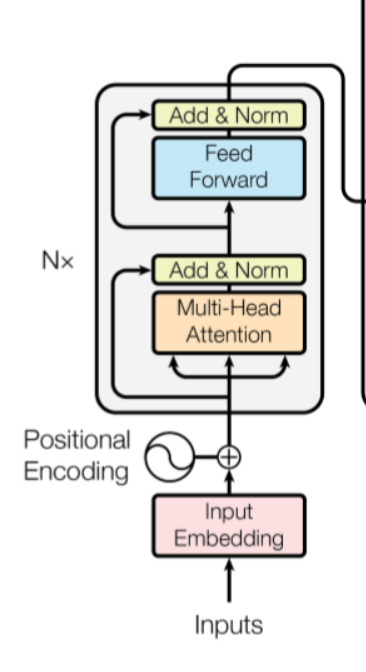 Add & Norm
Feed
Forward
Nx
Add & Norm
Multi-Head
Attention
Positional
Encoding
Input
Embedding
Inputs